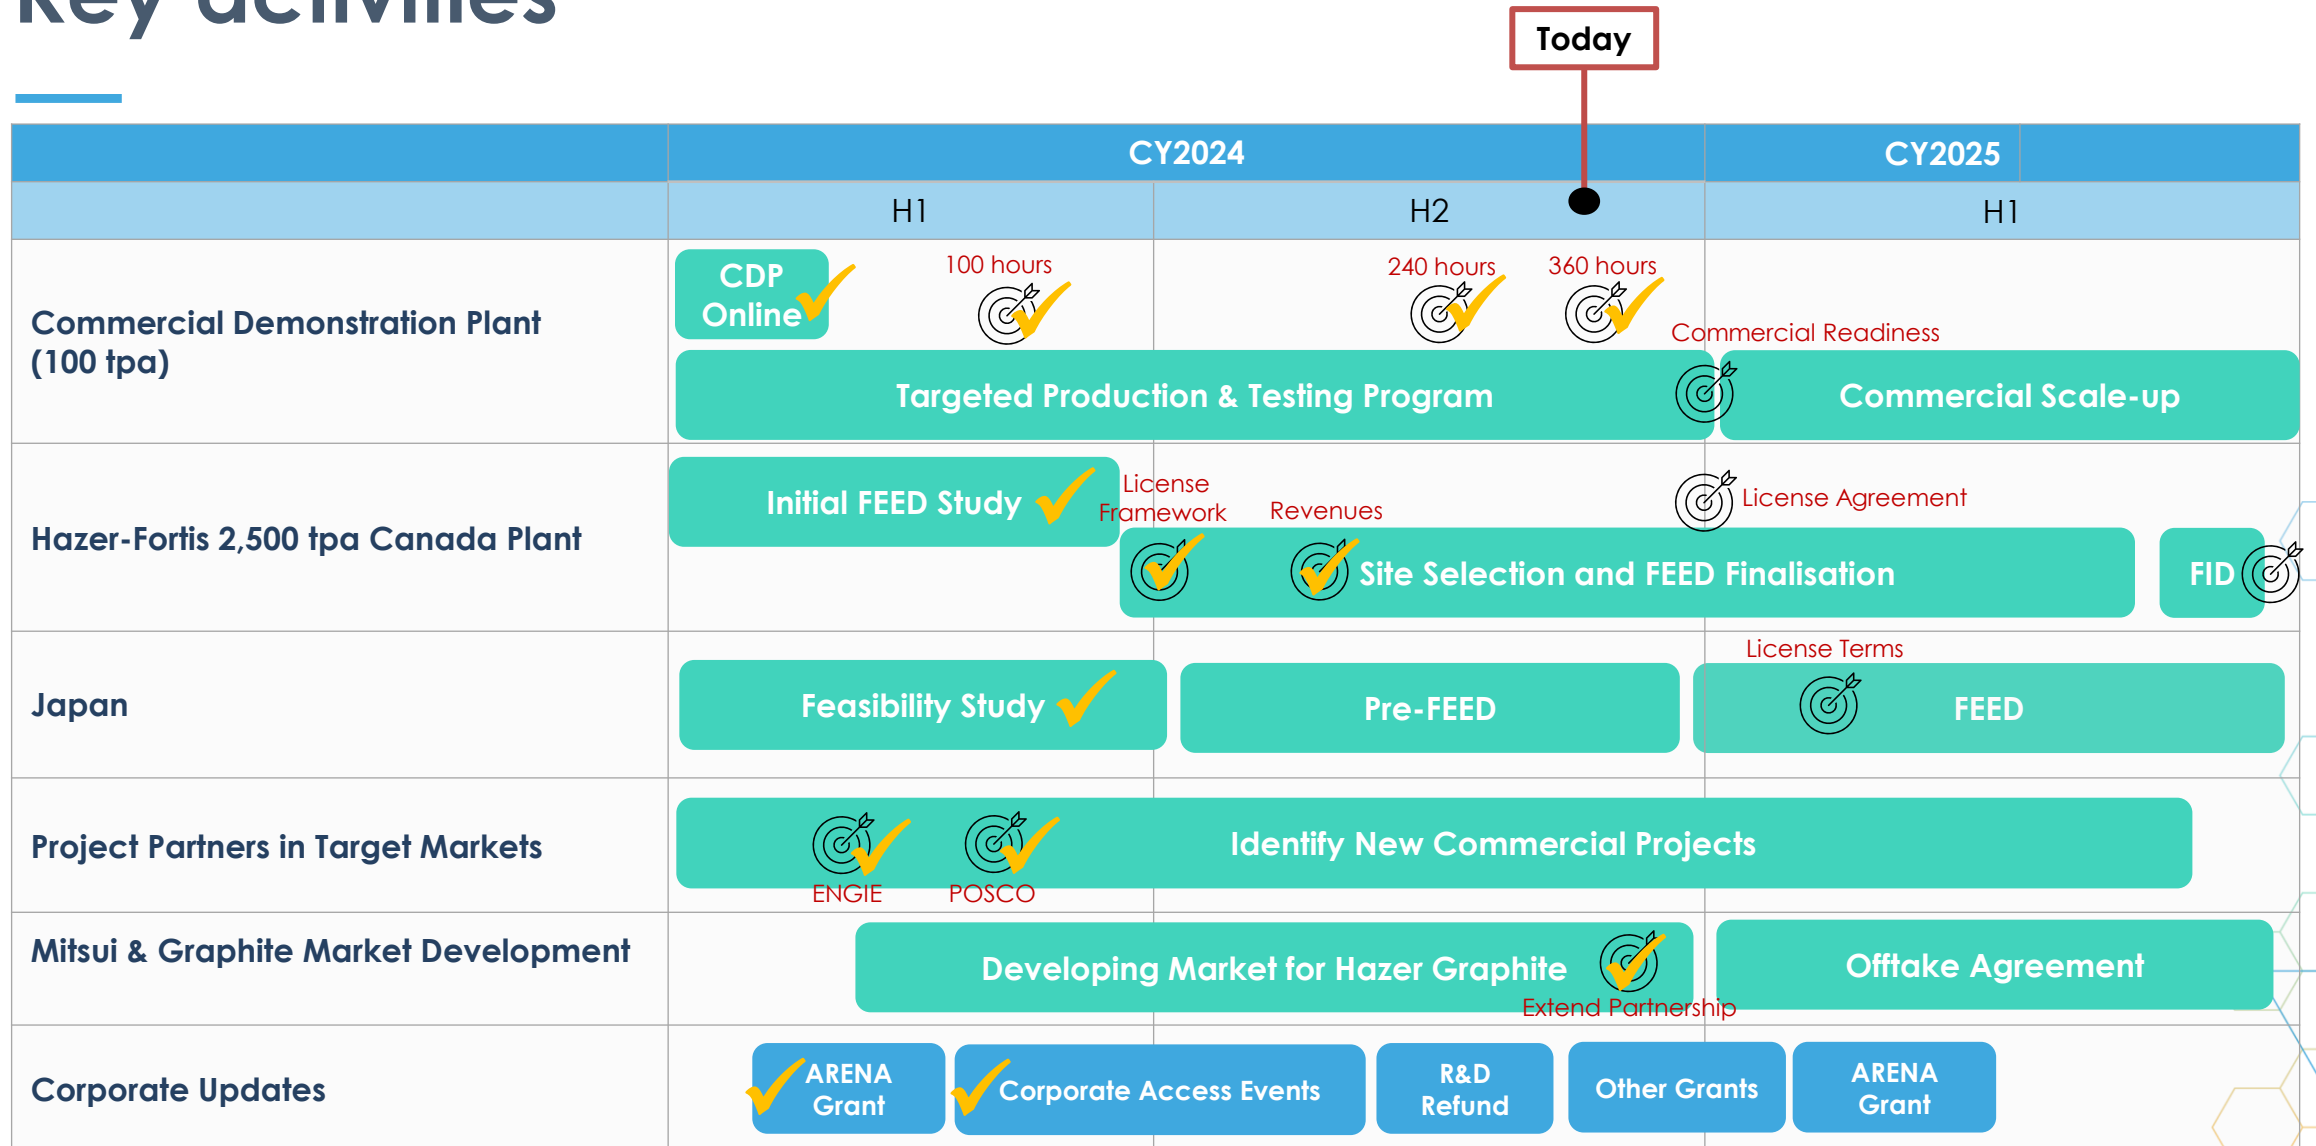 Key activities
Today
CY2024
CY2025
H1
H2
H1
Commercial Demonstration Plant
(100 tpa)
CDP
Online
100 hours
240 hours
360 hours
Commercial Readiness
Targeted Production & Testing Program
Commercial Scale-up
Hazer-Fortis 2,500 tpa Canada Plant
Initial FEED Study
License
Framework
Revenues
License Agreement
Site Selection and FEED Finalisation
FID
Japan
Feasibility Study
Pre-FEED
License Terms
FEED
Project Partners in Target Markets
Identify New Commercial Projects
ENGIE
POSCO
Mitsui & Graphite Market Development
Developing Market for Hazer Graphite
Extend Partnership
Offtake Agreement
Corporate Updates
ARENA
Grant
Corporate Access Events
R&D
Refund
Other Grants
ARENA
Grant